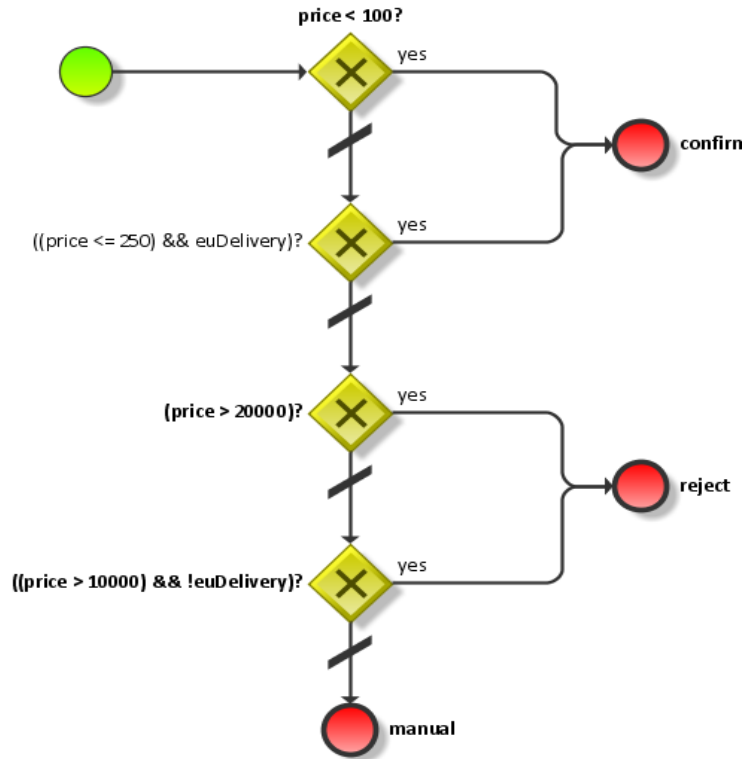 price < 100?
yes
confirm
((price <= 250) && euDelivery)?
yes
(price > 20000)?
yes
reject
((price > 10000) && !euDelivery)?
yes
manual